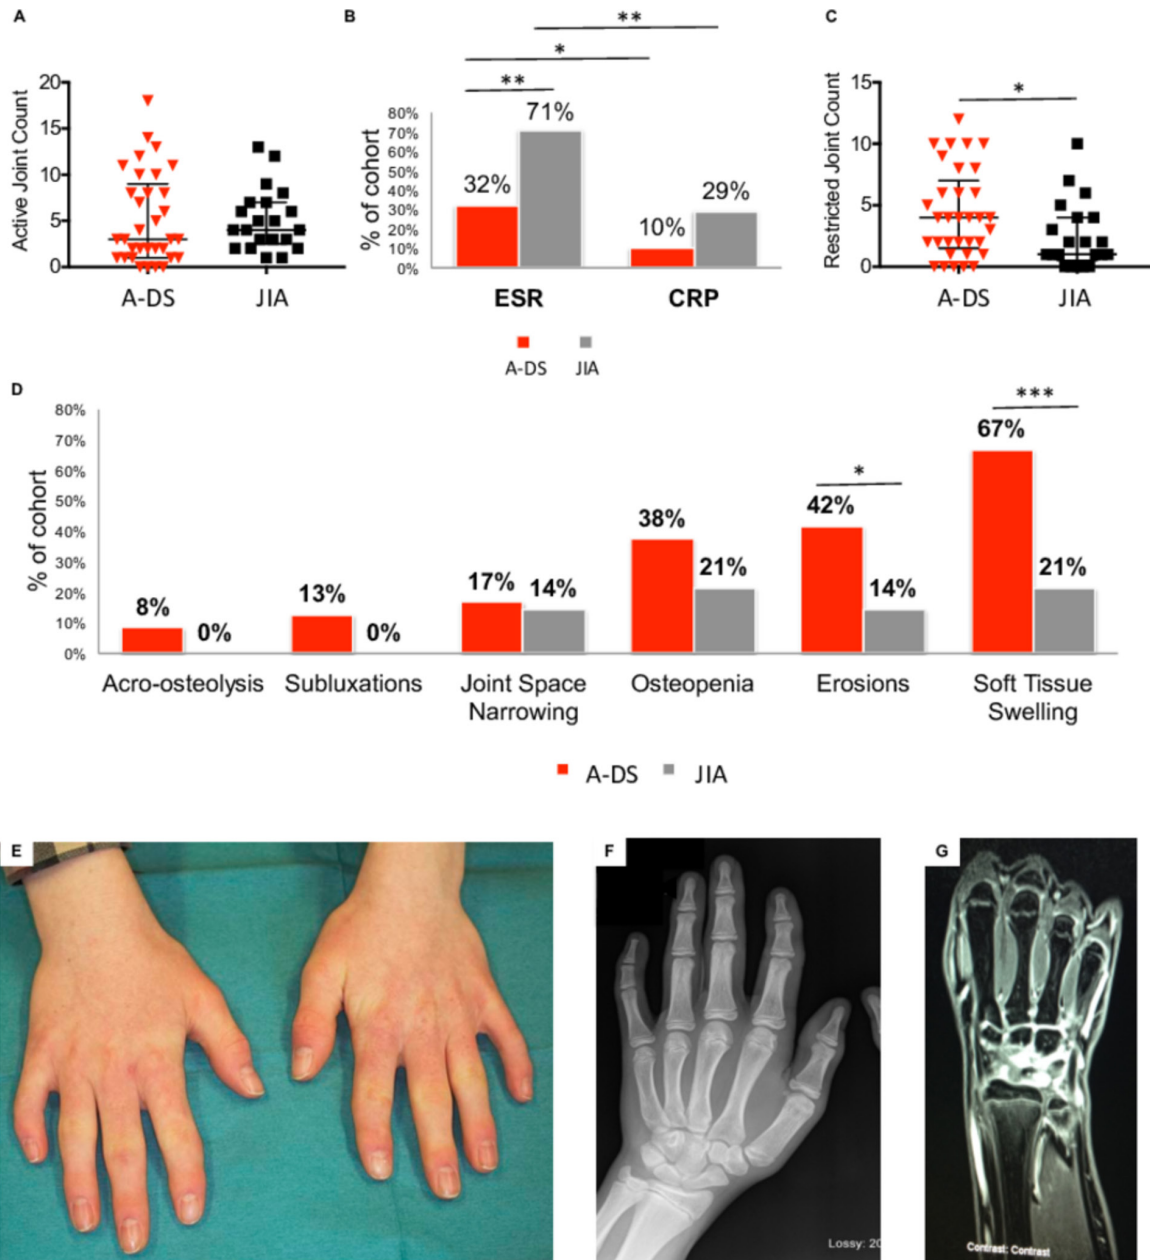 A
Active Joint Count
20
15
10
5
0
A-DS
JIA
B
**
*
**
% of cohort
80%
70%
60%
50%
40%
30%
20%
10%
0%
32%
71%
10%
29%
ESR
CRP
A-DS
JIA
C
Restricted Joint Count
15
10
5
0
*
A-DS
JIA
D
% of cohort
80%
70%
60%
50%
40%
30%
20%
10%
0%
8%
0%
13%
0%
17%
14%
38%
21%
*
42%
14%
***
67%
21%
Acro-osteolysis
Subluxations
Joint Space
Narrowing
Osteopenia
Erosions
Soft Tissue
Swelling
A-DS
JIA
E
F
Lossy: 20
G
Contrast: Contrast